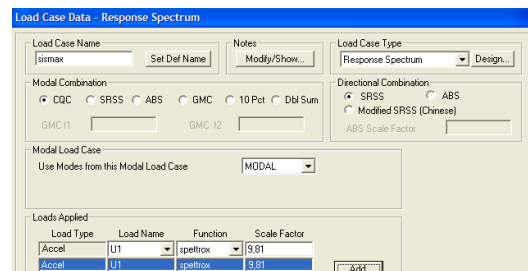 Load Case Data - Response Spectrum
Load Case Name
sismax
Set Def Name
Notes
Modify/Show...
Load Case Type
Response Spectrum
Design...
Modal Combination
CQC SRSS ABS GMC 10 Pct Dbl Sum
GMC f1 GMC f2
Directional Combination
SRSS ABS
Modified SRSS (Chinese)
ABS Scale Factor
Modal Load Case
Use Modes from this Modal Load Case MODAL
Loads Applied
Load Type Load Name Function Scale Factor
Accel U1 spettrox 9,81
Accel U1 spettrox 9,81
Add